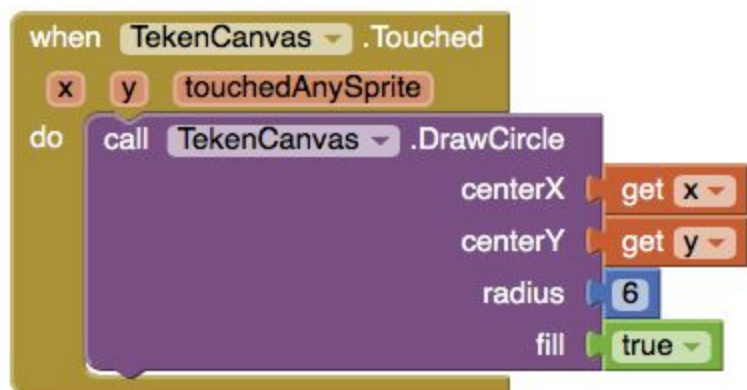 when TekenCanvas .Touched
x y touchedAnySprite
do call TekenCanvas .DrawCircle
centerX get x
centerY get y
radius 6
fill true